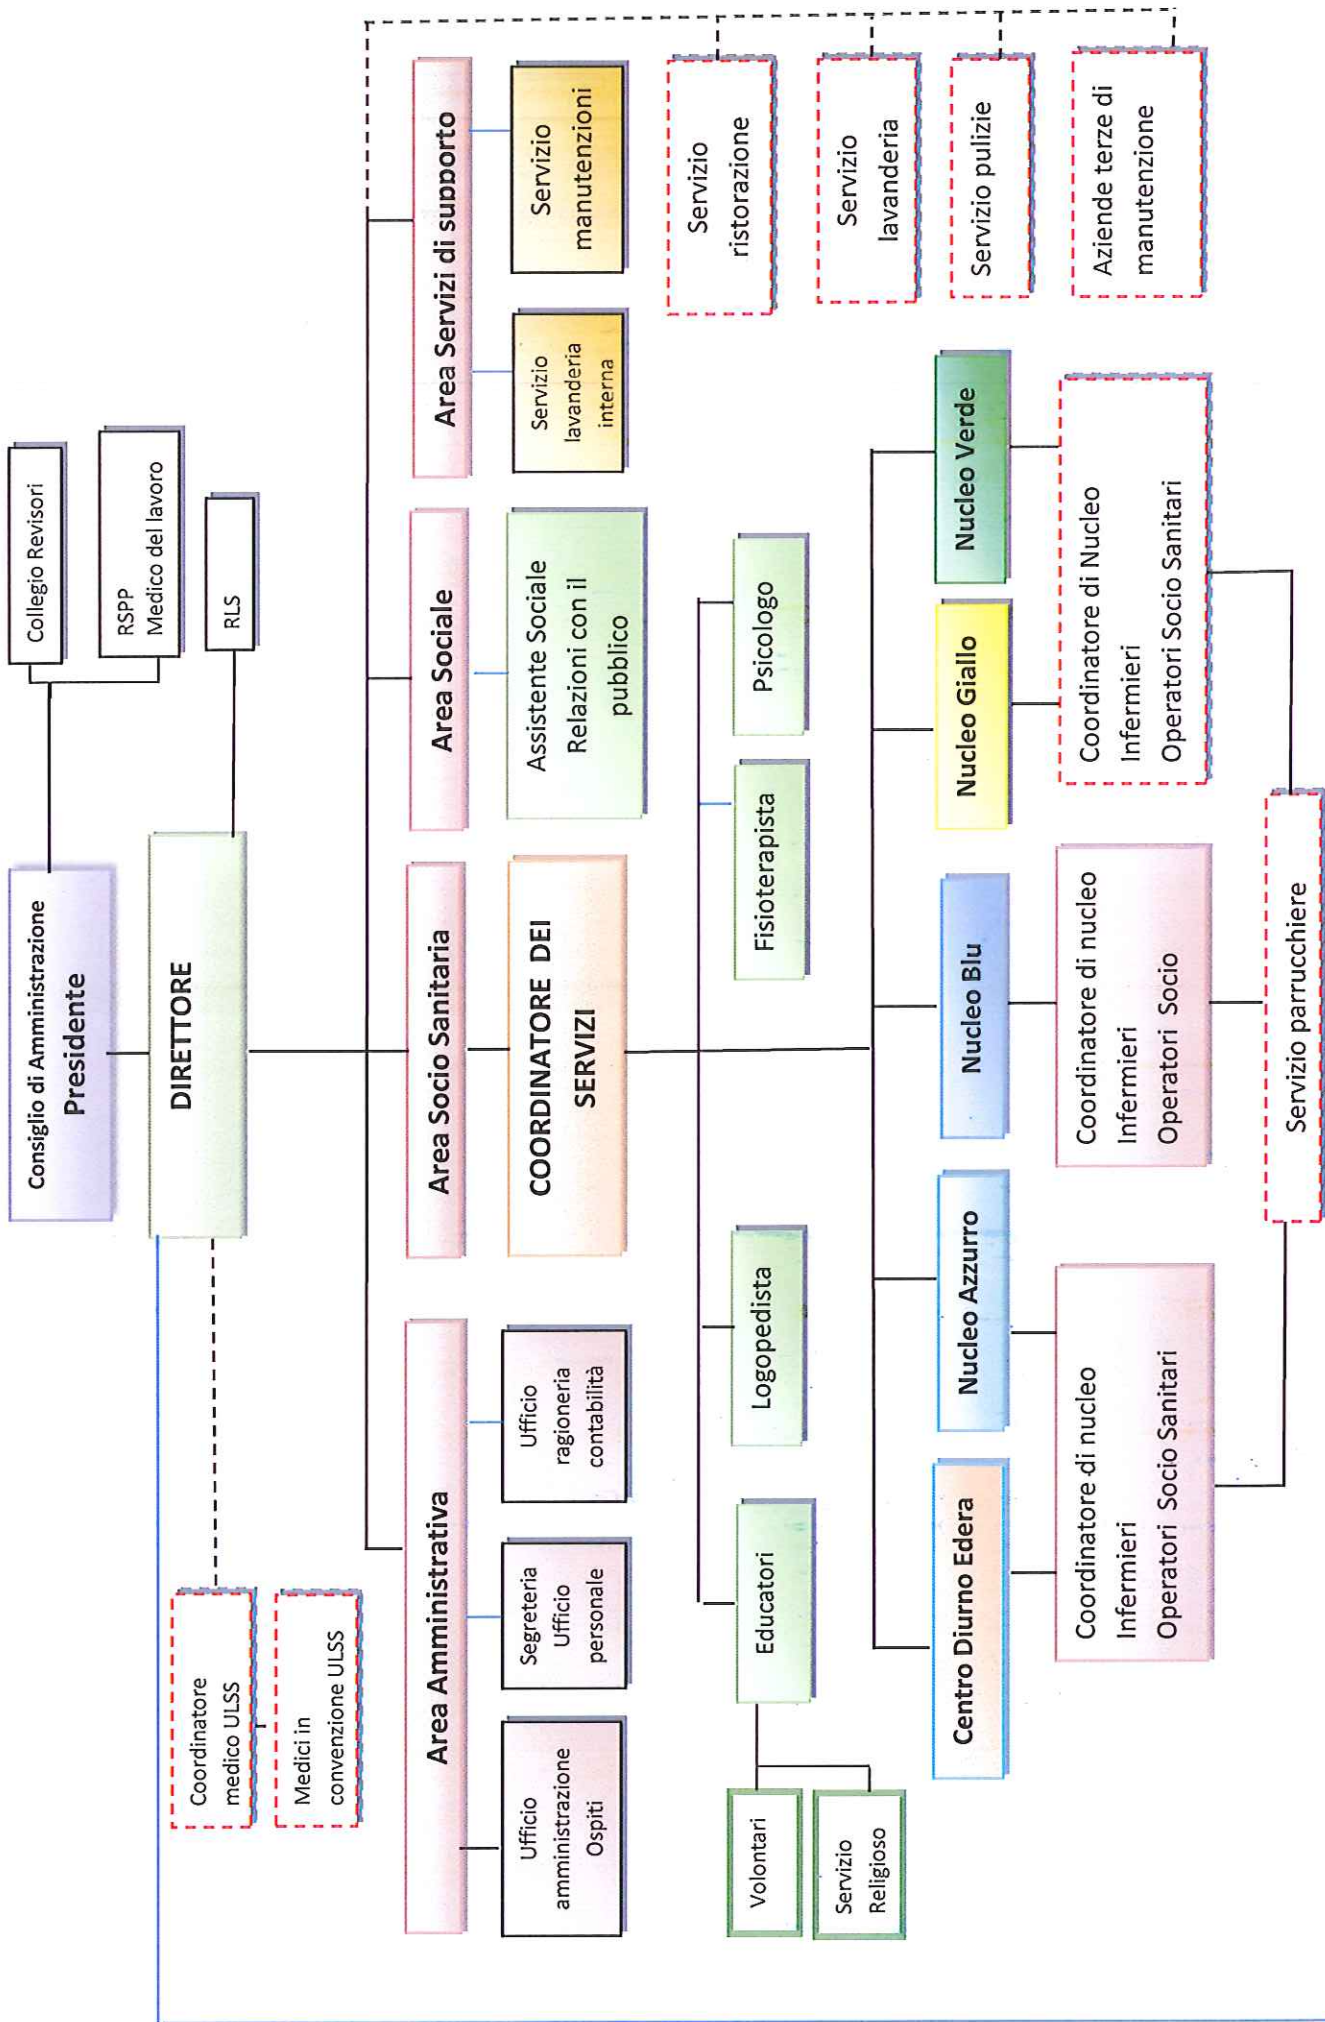 Consiglio di Amministrazione
Presidente
Collegio Revisori
RSPP
Medico del lavoro
DIRETTORE
RLS
Coordinatore
medico ULSS
Medici in
convenzione ULSS
Area Amministrativa
Area Socio Sanitaria
Area Sociale
Area Servizi di supporto
Ufficio
amministrazione
Ospiti
Segreteria
Ufficio
personale
Ufficio
ragioneria
contabilità
COORDINATORE DEI
SERVIZI
Assistente Sociale
Relazioni con il
pubblico
Servizio
lavanderia
interna
Servizio
manutenzioni
Servizio
ristorazione
Servizio
lavanderia
Servizio pulizie
Aziende terze di
manutenzione
Educatori
Logopedista
Fisioterapista
Psicologo
Volontari
Servizio
Religioso
Centro Diurno Edera
Nucleo Azzurro
Nucleo Blu
Nucleo Giallo
Nucleo Verde
Coordinatore di nucleo
Infermieri
Operatori Socio Sanitari
Coordinatore di nucleo
Infermieri
Operatori Socio
Coordinatore di Nucleo
Infermieri
Operatori Socio Sanitari
Servizio parrucchiere